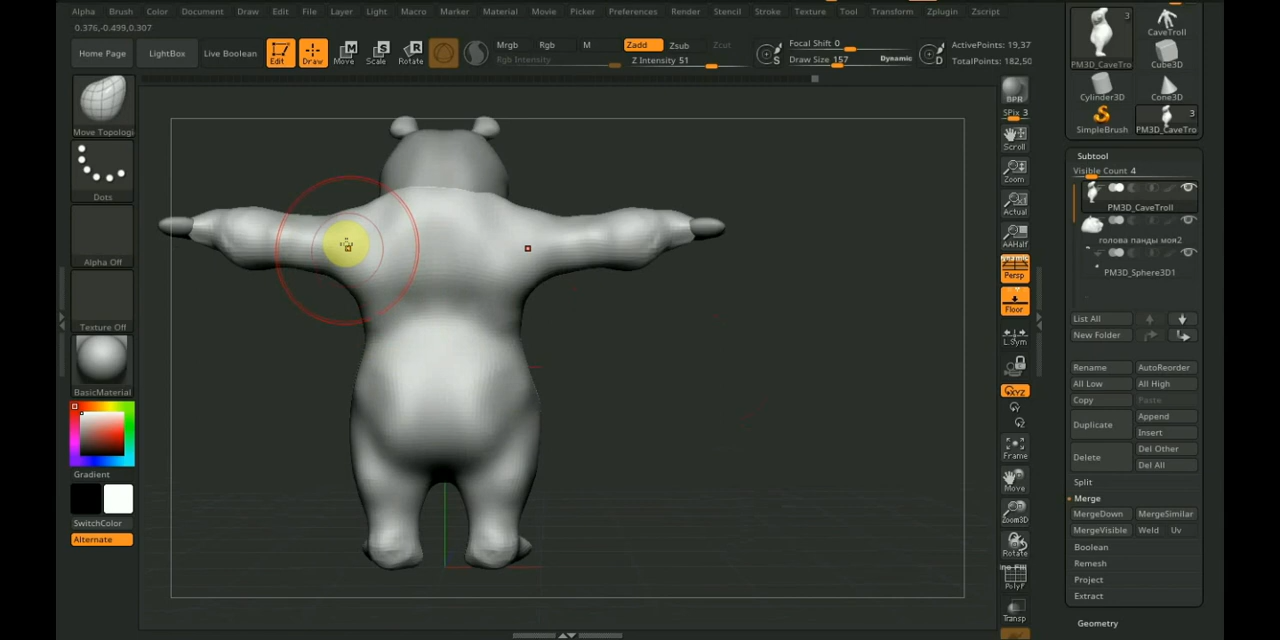 Alpha Brush Color Document Draw Edit File Layer Light Macro Marker Material Movie Picker Preferences Render Stencil Stroke Texture Tool Transform Zplugin Zscript
0.376,-0.499,0.307
Home Page
LightBox
Live Boolean
Edit
Draw
Move
Scale
Rotate
Mrgb Rgb M
Rgb Intensity
Zadd Zsub Zcut
Z Intensity 51
S
Focal Shift 0
Draw Size 157 Dynamic
D
ActivePoints: 19,37
TotalPoints: 182,50
Move Topologi
Dots
Alpha Off
Texture Off
BasicMaterial
Gradient
SwitchColor
Alternate
BPR
SPix 3
Scroll
Zoom
Actual
AAHalf
Dynamic
Persp
Floor
L.Sym
XYZ
Y
Z
Frame
Move
Zoom3D
Rotate
ne Fill
PolyF
Transp
3
PM3D_CaveTro
CaveTroll
Cube3D
Cylinder3D
Cone3D
SimpleBrush
3
PM3D_CaveTro
Subtool
Visible Count 4
PM3D_CaveTroll
голова панды моя2
PM3D_Sphere3D1
List All
New Folder
Rename AutoReorder
All Low All High
Copy Paste
Duplicate
Append
Insert
Delete
Del Other
Del All
Split
Merge
MergeDown MergeSimilar
MergeVisible Weld Uv
Boolean
Remesh
Project
Extract
Geometry